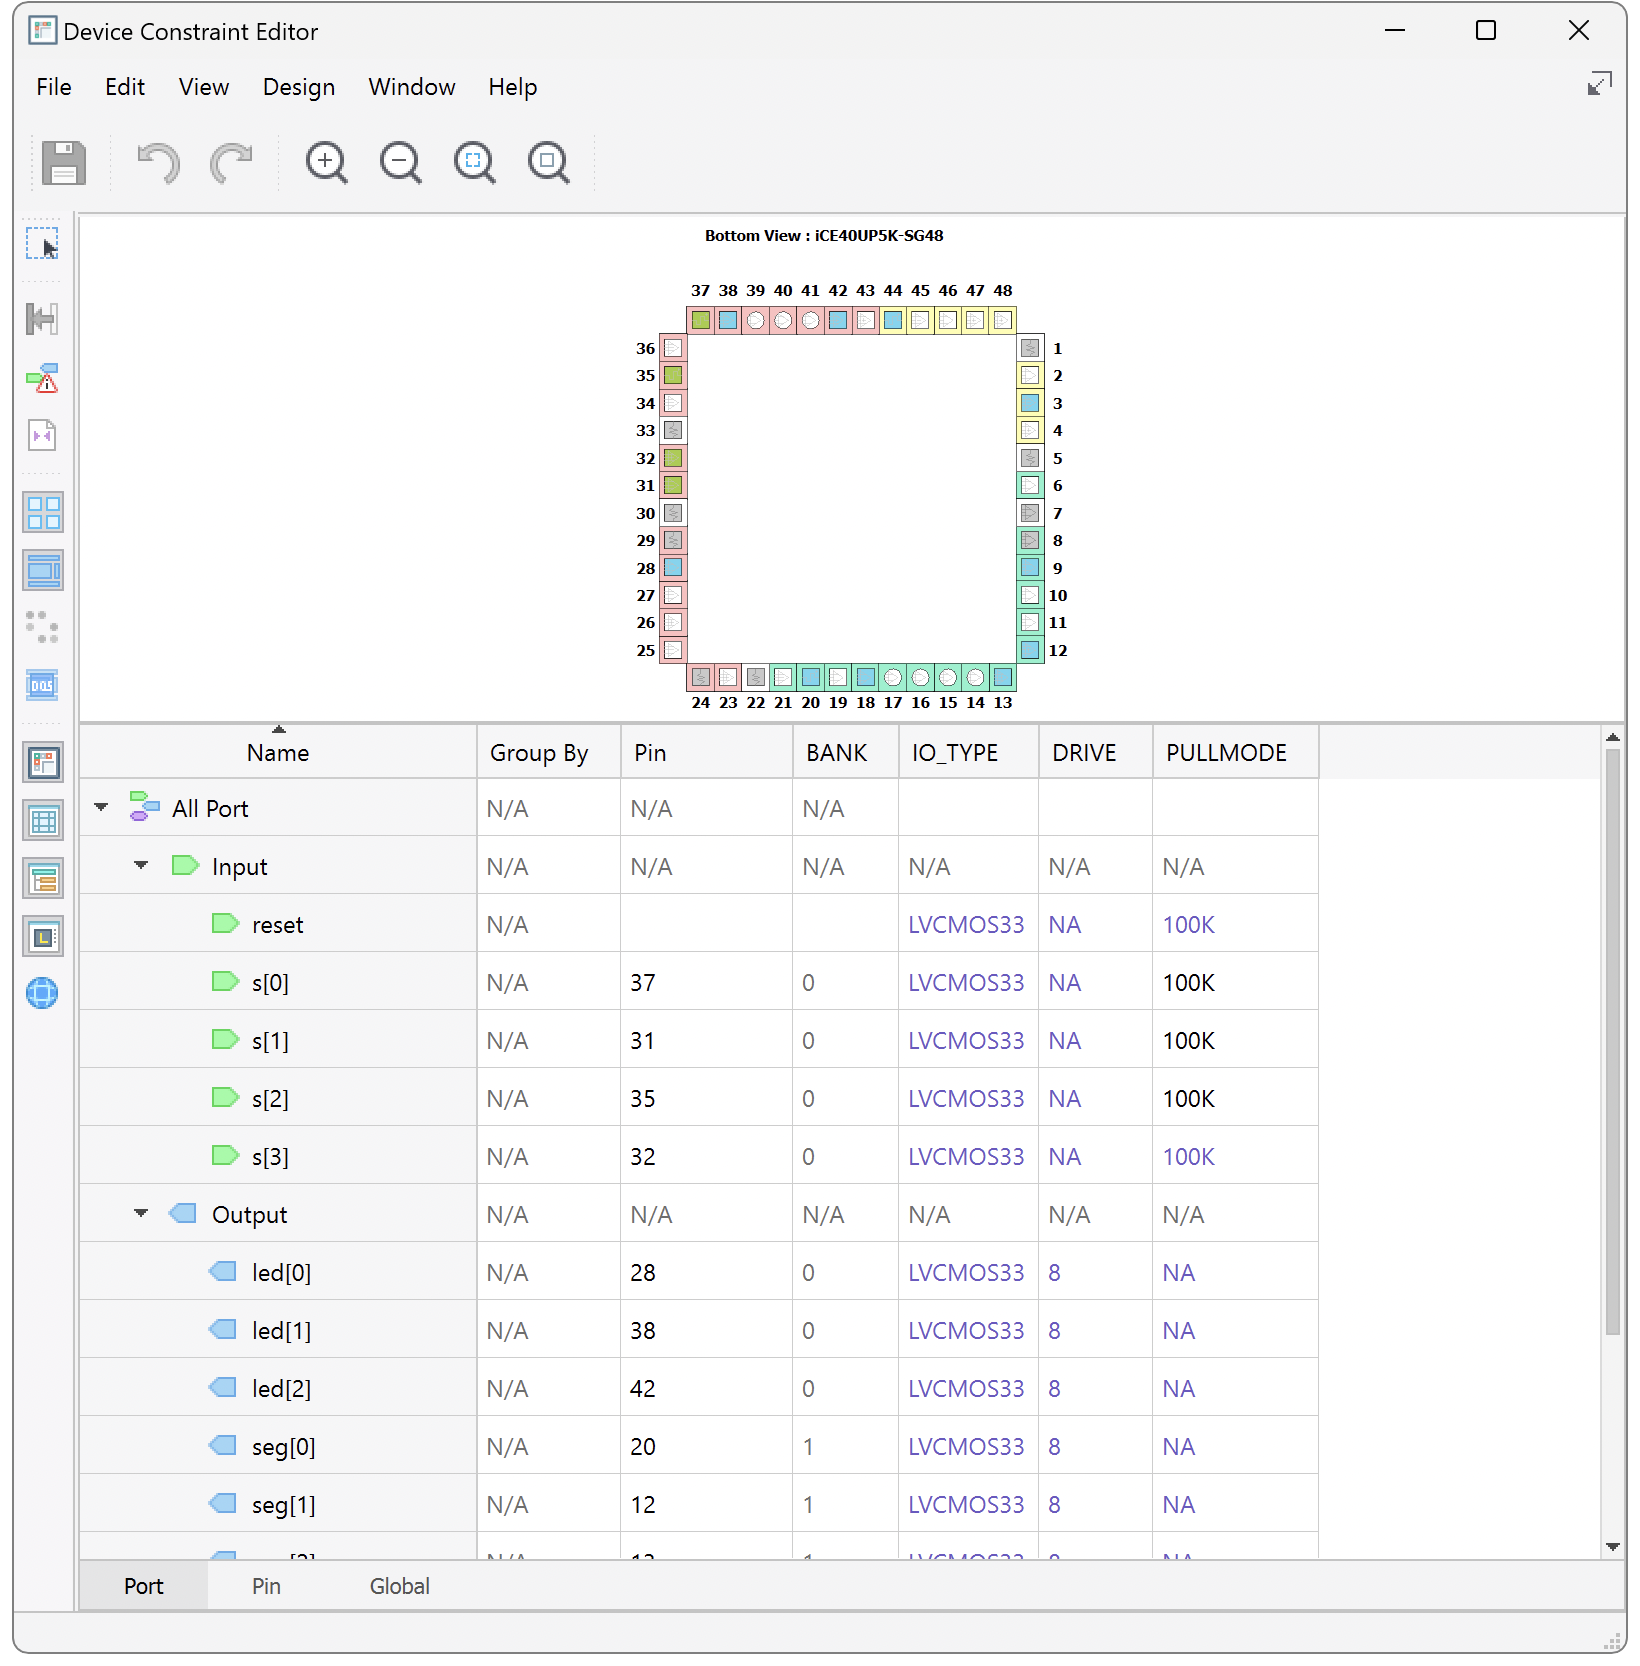 Device Constraint Editor
File Edit View Design Window Help
Bottom View : iCE40UP5K-SG48
37 38 39 40 41 42 43 44 45 46 47 48
36 1
35 2
34 3
33 4
32 5
31 6
30 7
29 8
28 9
27 10
26 11
25 12
24 23 22 21 20 19 18 17 16 15 14 13
Name Group By Pin BANK IO_TYPE DRIVE PULLMODE
All Port N/A N/A N/A
Input N/A N/A N/A N/A N/A N/A
reset N/A LVCMOS33 NA 100K
s[0] N/A 37 0 LVCMOS33 NA 100K
s[1] N/A 31 0 LVCMOS33 NA 100K
s[2] N/A 35 0 LVCMOS33 NA 100K
s[3] N/A 32 0 LVCMOS33 NA 100K
Output N/A N/A N/A N/A N/A N/A
led[0] N/A 28 0 LVCMOS33 8 NA
led[1] N/A 38 0 LVCMOS33 8 NA
led[2] N/A 42 0 LVCMOS33 8 NA
seg[0] N/A 20 1 LVCMOS33 8 NA
seg[1] N/A 12 1 LVCMOS33 8 NA
Port Pin Global